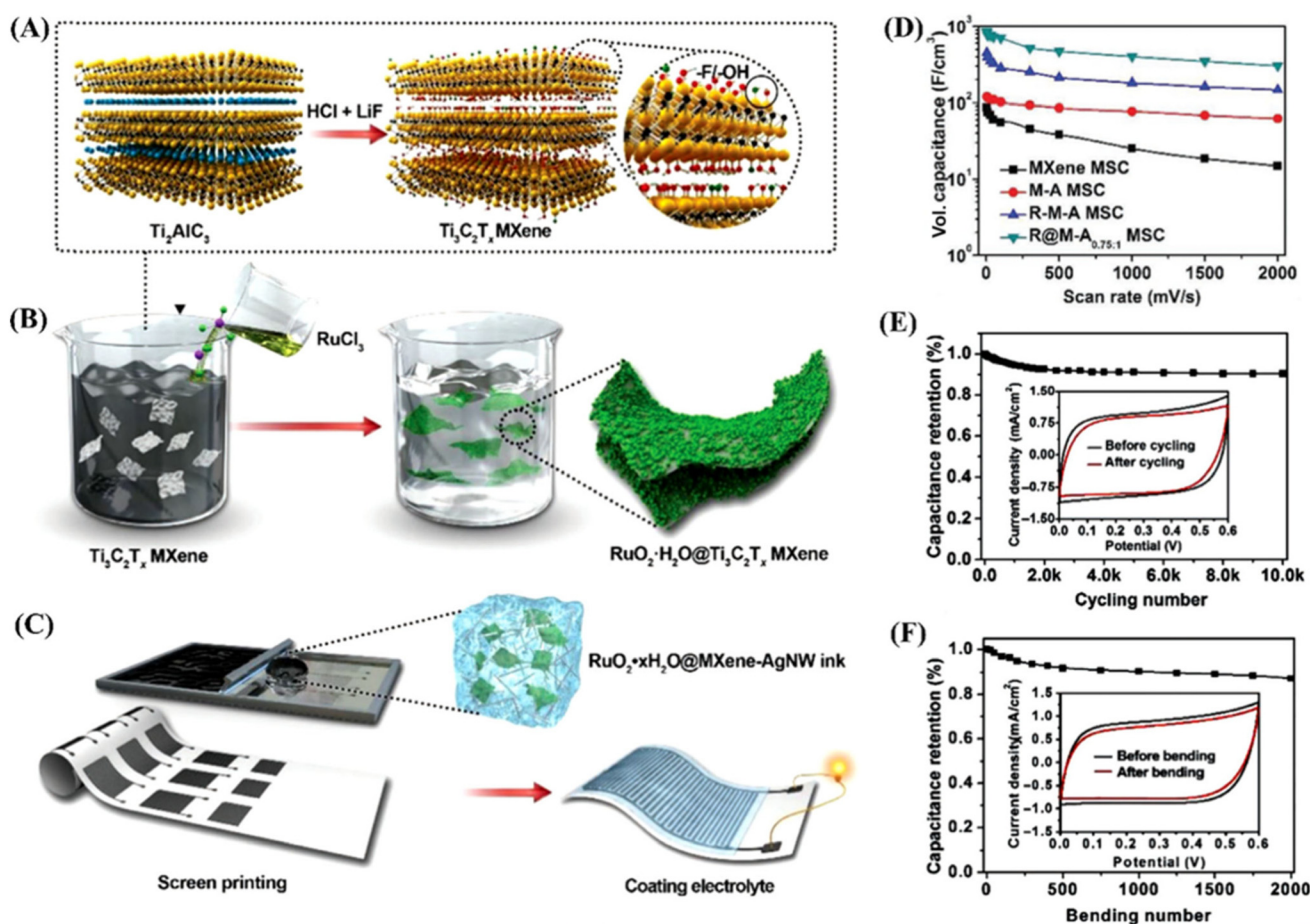 (A)
HCl + LiF
-F/-OH
Ti₂AlC₃
Ti₃C₂Tₓ MXene
(B)
RuCl₃
Ti₃C₂Tₓ MXene
RuO₂·H₂O@Ti₃C₂Tₓ MXene
(C)
RuO₂•xH₂O@MXene-AgNW ink
Screen printing
Coating electrolyte
(D)
Vol. capacitance (F/cm³)
10³
10²
10¹
10⁰
MXene MSC
M-A MSC
R-M-A MSC
R@M-A₀.₇₅:₁ MSC
0 500 1000 1500 2000
Scan rate (mV/s)
(E)
Capacitance retention (%)
1.0
0.8
0.6
0.4
0.2
0.0
Current density (mA/cm²)
1.50
0.75
0.00
−0.75
−1.50
Before cycling
After cycling
0.0 0.1 0.2 0.3 0.4 0.5 0.6
Potential (V)
0.0 2.0k 4.0k 6.0k 8.0k 10.0k
Cycling number
(F)
Capacitance retention (%)
1.0
0.8
0.6
0.4
0.2
0.0
Current density(mA/cm²)
1.5
1.0
0.5
0.0
−0.5
−1.0
−1.5
Before bending
After bending
0.0 0.1 0.2 0.3 0.4 0.5 0.6
Potential (V)
0 500 1000 1500 2000
Bending number